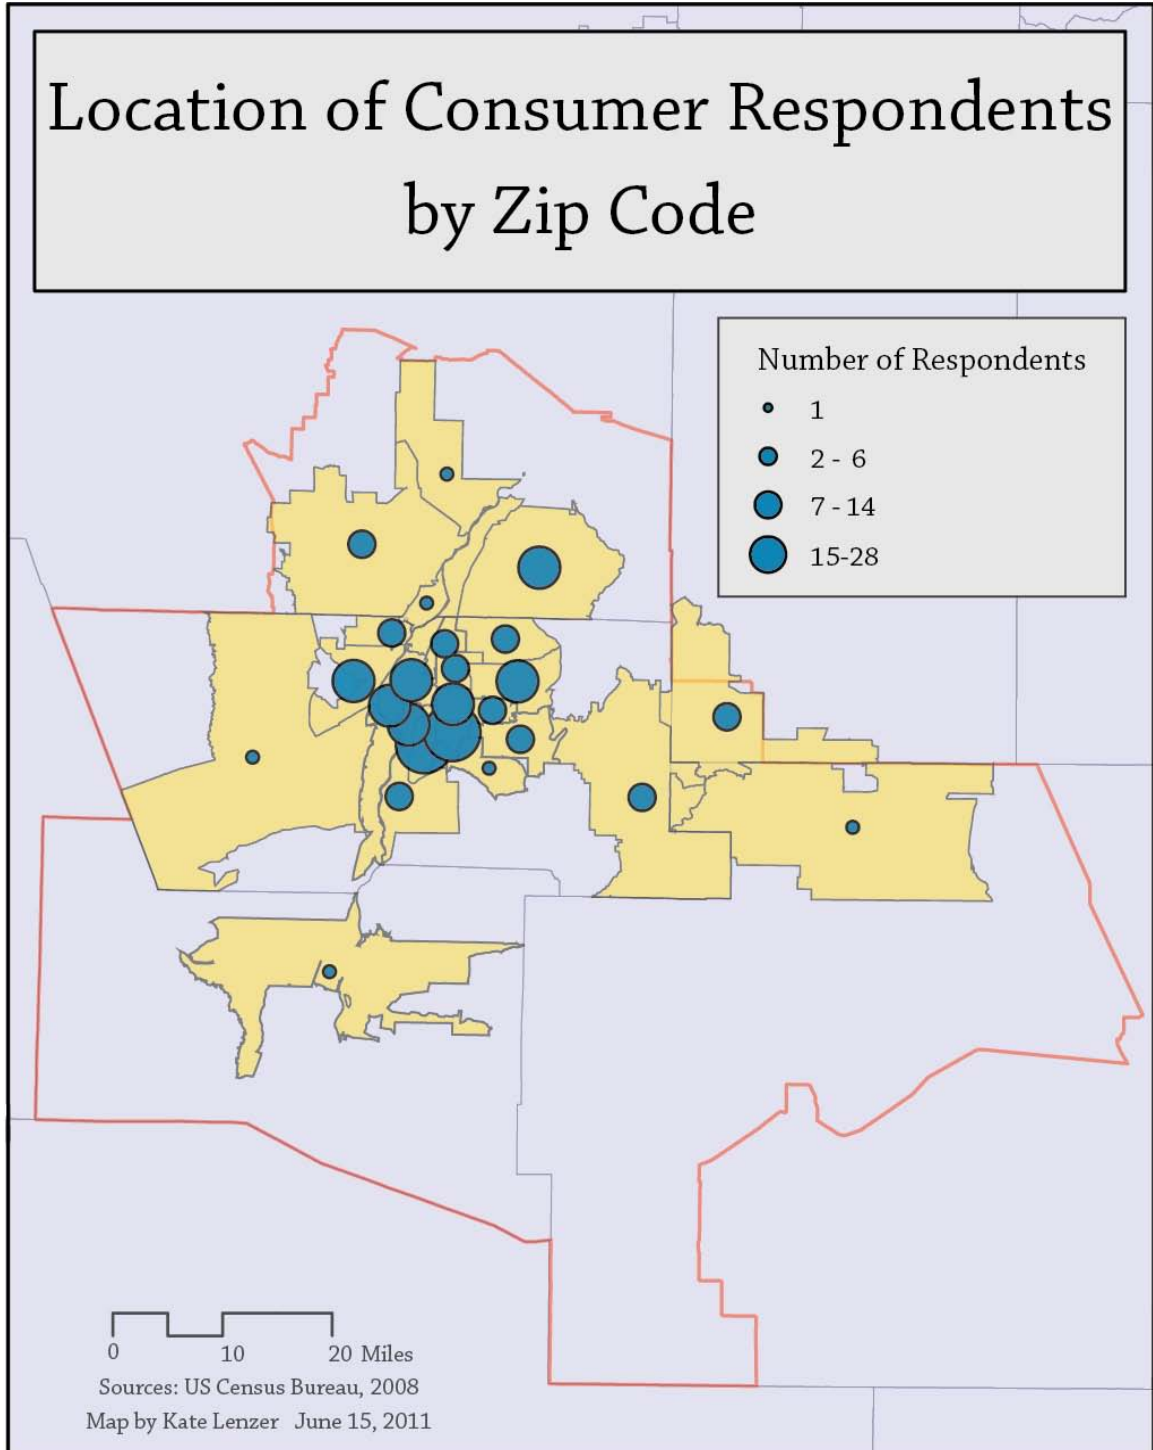 Location of Consumer Respondents
by Zip Code
Number of Respondents
1
2 - 6
7 - 14
15-28
0 10 20 Miles
Sources: US Census Bureau, 2008
Map by Kate Lenzer June 15, 2011